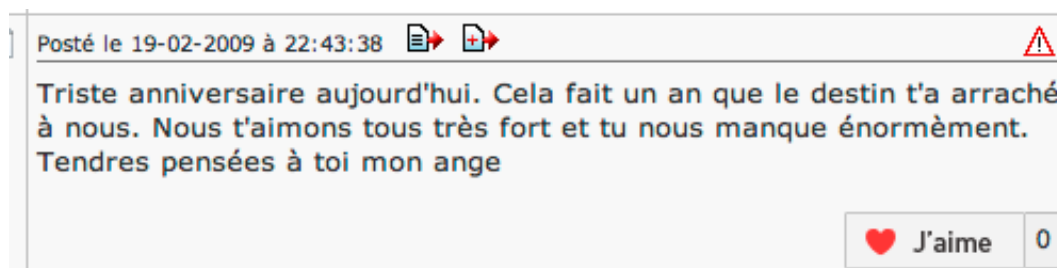 Posté le 19-02-2009 à 22:43:38
Triste anniversaire aujourd'hui. Cela fait un an que le destin t'a arraché
à nous. Nous t'aimons tous très fort et tu nous manque énormèment.
Tendres pensées à toi mon ange
J'aime 0